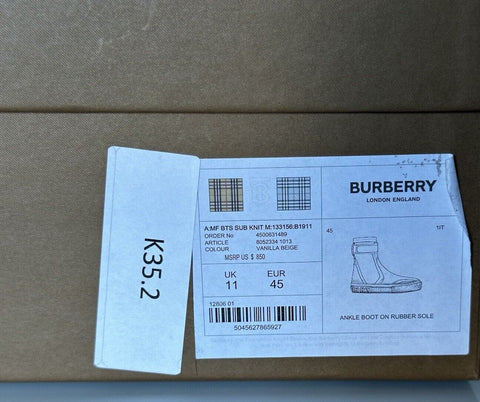 K35.2
A:MF BTS SUB KNIT M:133156:B1911
ORDER No 4500631489
ARTICLE 8052334 1013
COLOUR VANILLA BEIGE
MSRP US $ 850
UK EUR
11 45
12806 01
5045627865927
BURBERRY
LONDON ENGLAND
45 1IT
ANKLE BOOT ON RUBBER SOLE